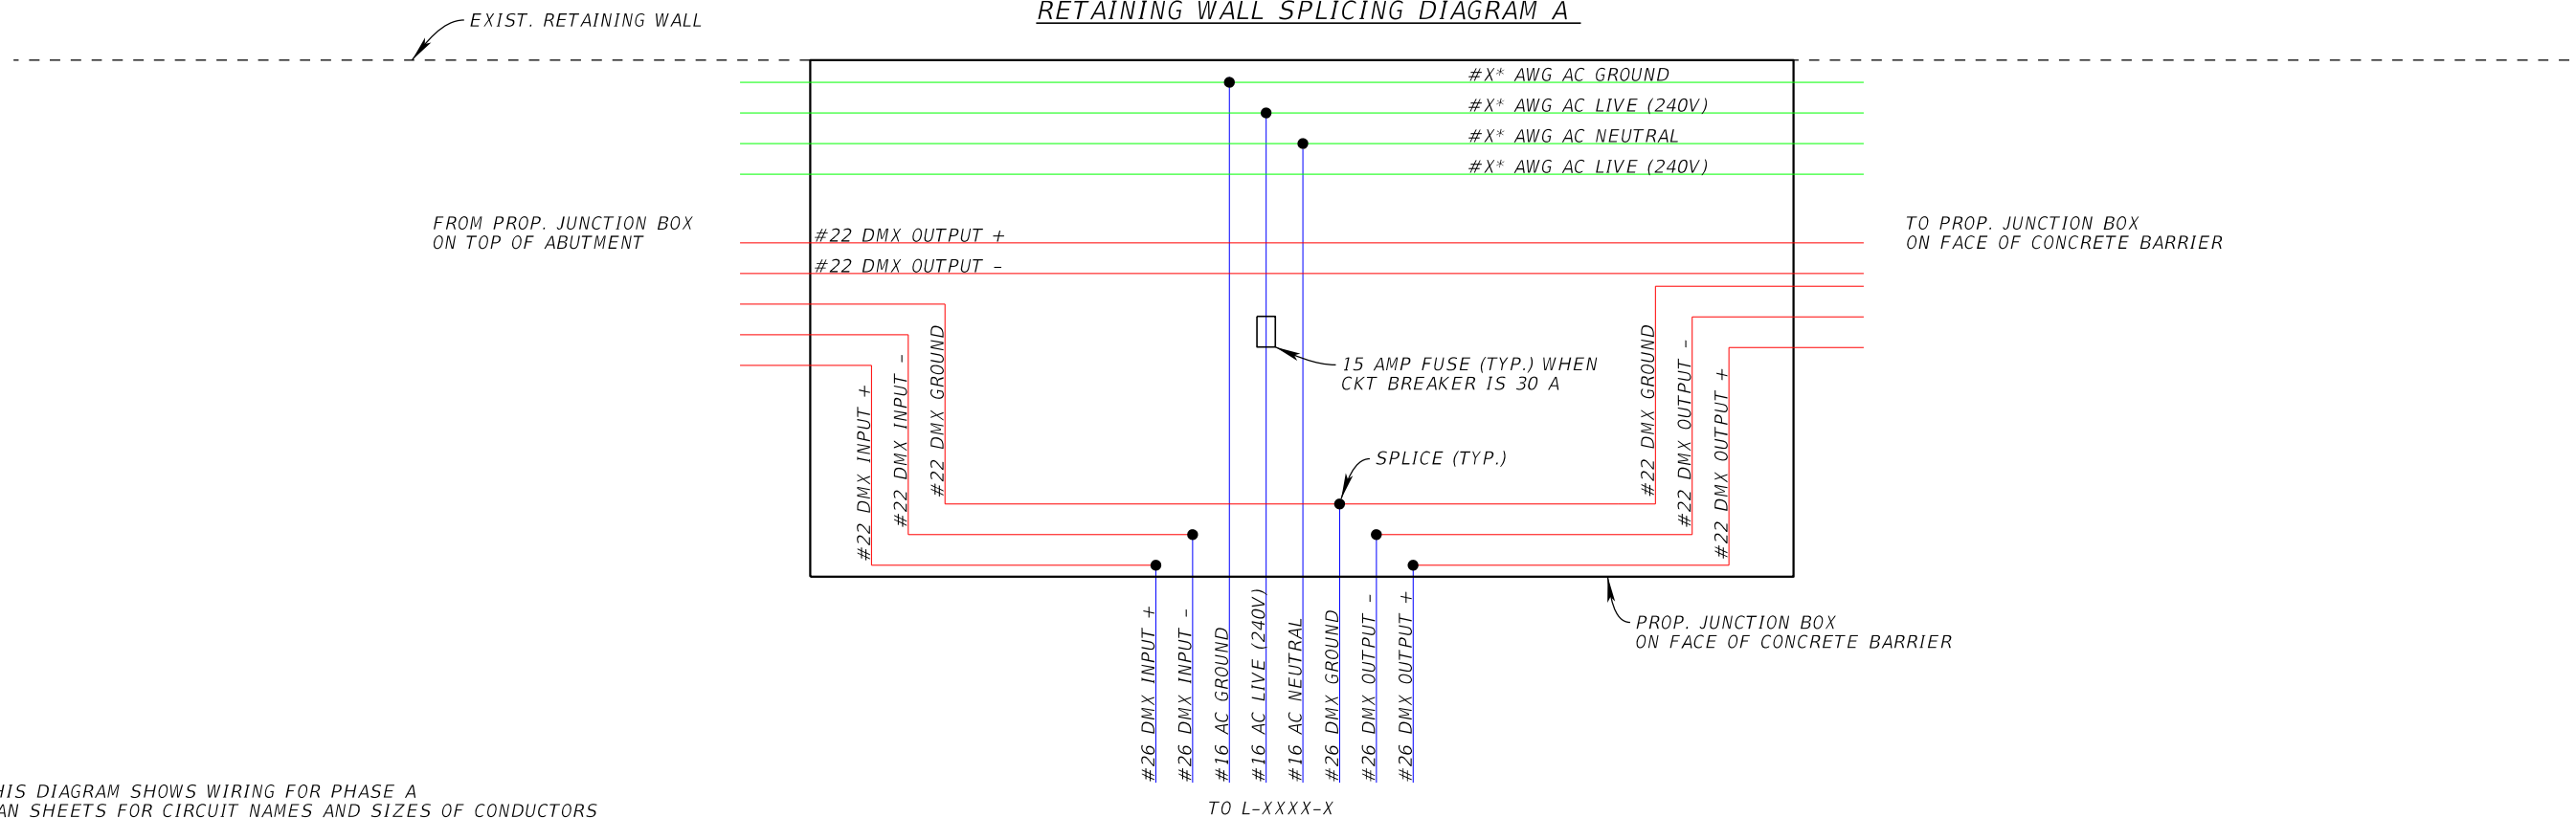 RETAINING WALL SPLICING DIAGRAM A
EXIST. RETAINING WALL
#X* AWG AC GROUND
#X* AWG AC LIVE (240V)
#X* AWG AC NEUTRAL
#X* AWG AC LIVE (240V)
FROM PROP. JUNCTION BOX
ON TOP OF ABUTMENT
#22 DMX OUTPUT +
#22 DMX OUTPUT -
TO PROP. JUNCTION BOX
ON FACE OF CONCRETE BARRIER
#22 DMX INPUT +
#22 DMX INPUT -
#22 DMX GROUND
15 AMP FUSE (TYP.) WHEN
CKT BREAKER IS 30 A
SPLICE (TYP.)
#22 DMX GROUND
#22 DMX OUTPUT -
#22 DMX OUTPUT +
#26 DMX INPUT +
#26 DMX INPUT -
#16 AC GROUND
#16 AC LIVE (240V)
#16 AC NEUTRAL
#26 DMX GROUND
#26 DMX OUTPUT -
#26 DMX OUTPUT +
PROP. JUNCTION BOX
ON FACE OF CONCRETE BARRIER
TO L-XXXX-X
DIAGRAM SHOWS WIRING FOR PHASE A
SHEETS FOR CIRCUIT NAMES AND SIZES OF CONDUCTORS